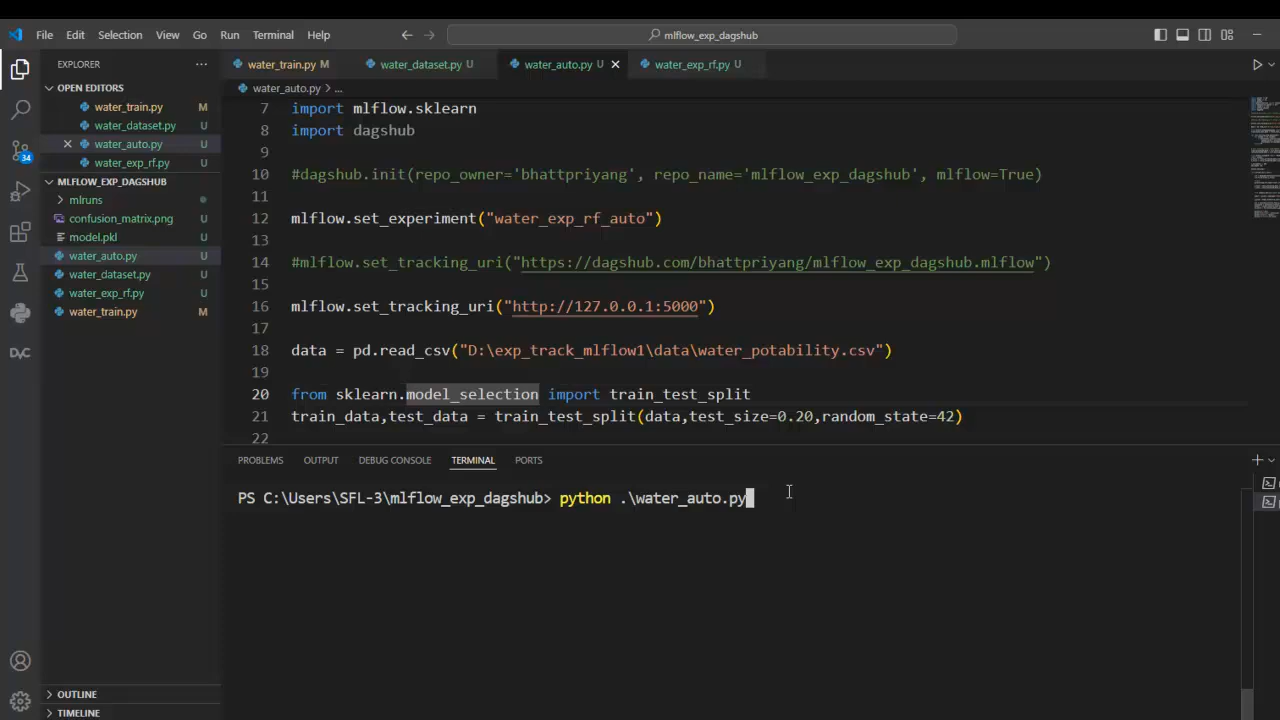 File Edit Selection View Go Run Terminal Help
mlflow_exp_dagshub
EXPLORER
water_train.py M
water_dataset.py U
water_auto.py U
water_exp_rf.py U
OPEN EDITORS
water_auto.py > ...
water_train.py M
water_dataset.py U
water_auto.py U
water_exp_rf.py U
MLFLOW_EXP_DAGSHUB
mlruns
confusion_matrix.png U
model.pkl U
water_auto.py U
water_dataset.py U
water_exp_rf.py U
water_train.py M
34
DVC
OUTLINE
TIMELINE
7 import mlflow.sklearn
8 import dagshub
9
10 #dagshub.init(repo_owner='bhattpriyang', repo_name='mlflow_exp_dagshub', mlflow=True)
11
12 mlflow.set_experiment("water_exp_rf_auto")
13
14 #mlflow.set_tracking_uri("https://dagshub.com/bhattpriyang/mlflow_exp_dagshub.mlflow")
15
16 mlflow.set_tracking_uri("http://127.0.0.1:5000")
17
18 data = pd.read_csv("D:\exp_track_mlflow1\data\water_potability.csv")
19
20 from sklearn.model_selection import train_test_split
21 train_data,test_data = train_test_split(data,test_size=0.20,random_state=42)
22
PROBLEMS OUTPUT DEBUG CONSOLE TERMINAL PORTS
PS C:\Users\SFL-3\mlflow_exp_dagshub> python .\water_auto.py